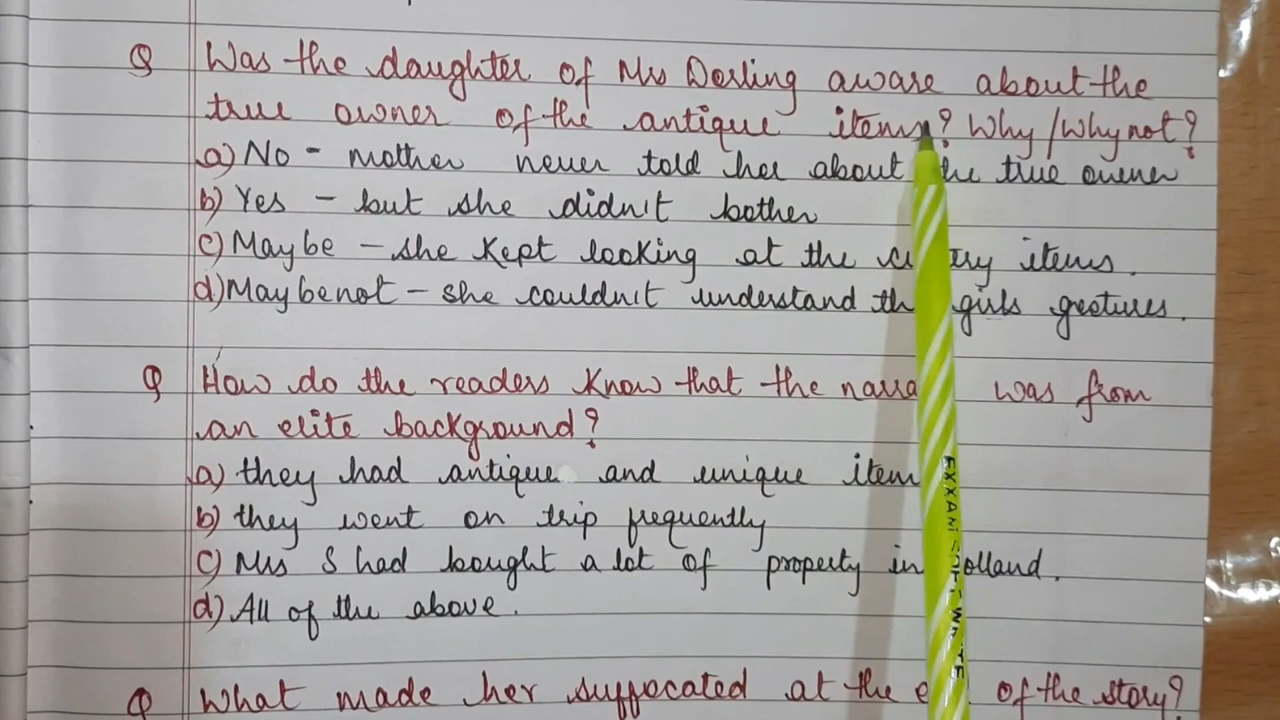 Q Was the daughter of Mrs Dorling aware about the
true owner of the antique items? Why/Why not?
a) No - mother never told her about the true owner
b) Yes - but she didn't bother
c) Maybe - she kept looking at the items.
d) Maybe not - she couldn't understand girls gestures.
Q How do the readers know that the was from
an elite background?
a) they had antique and unique item
b) they went on trip frequently
c) Mrs S had bought a lot of property in olland.
d) All of the above.
Q What made her suffocated at the of the story?
EXXAM